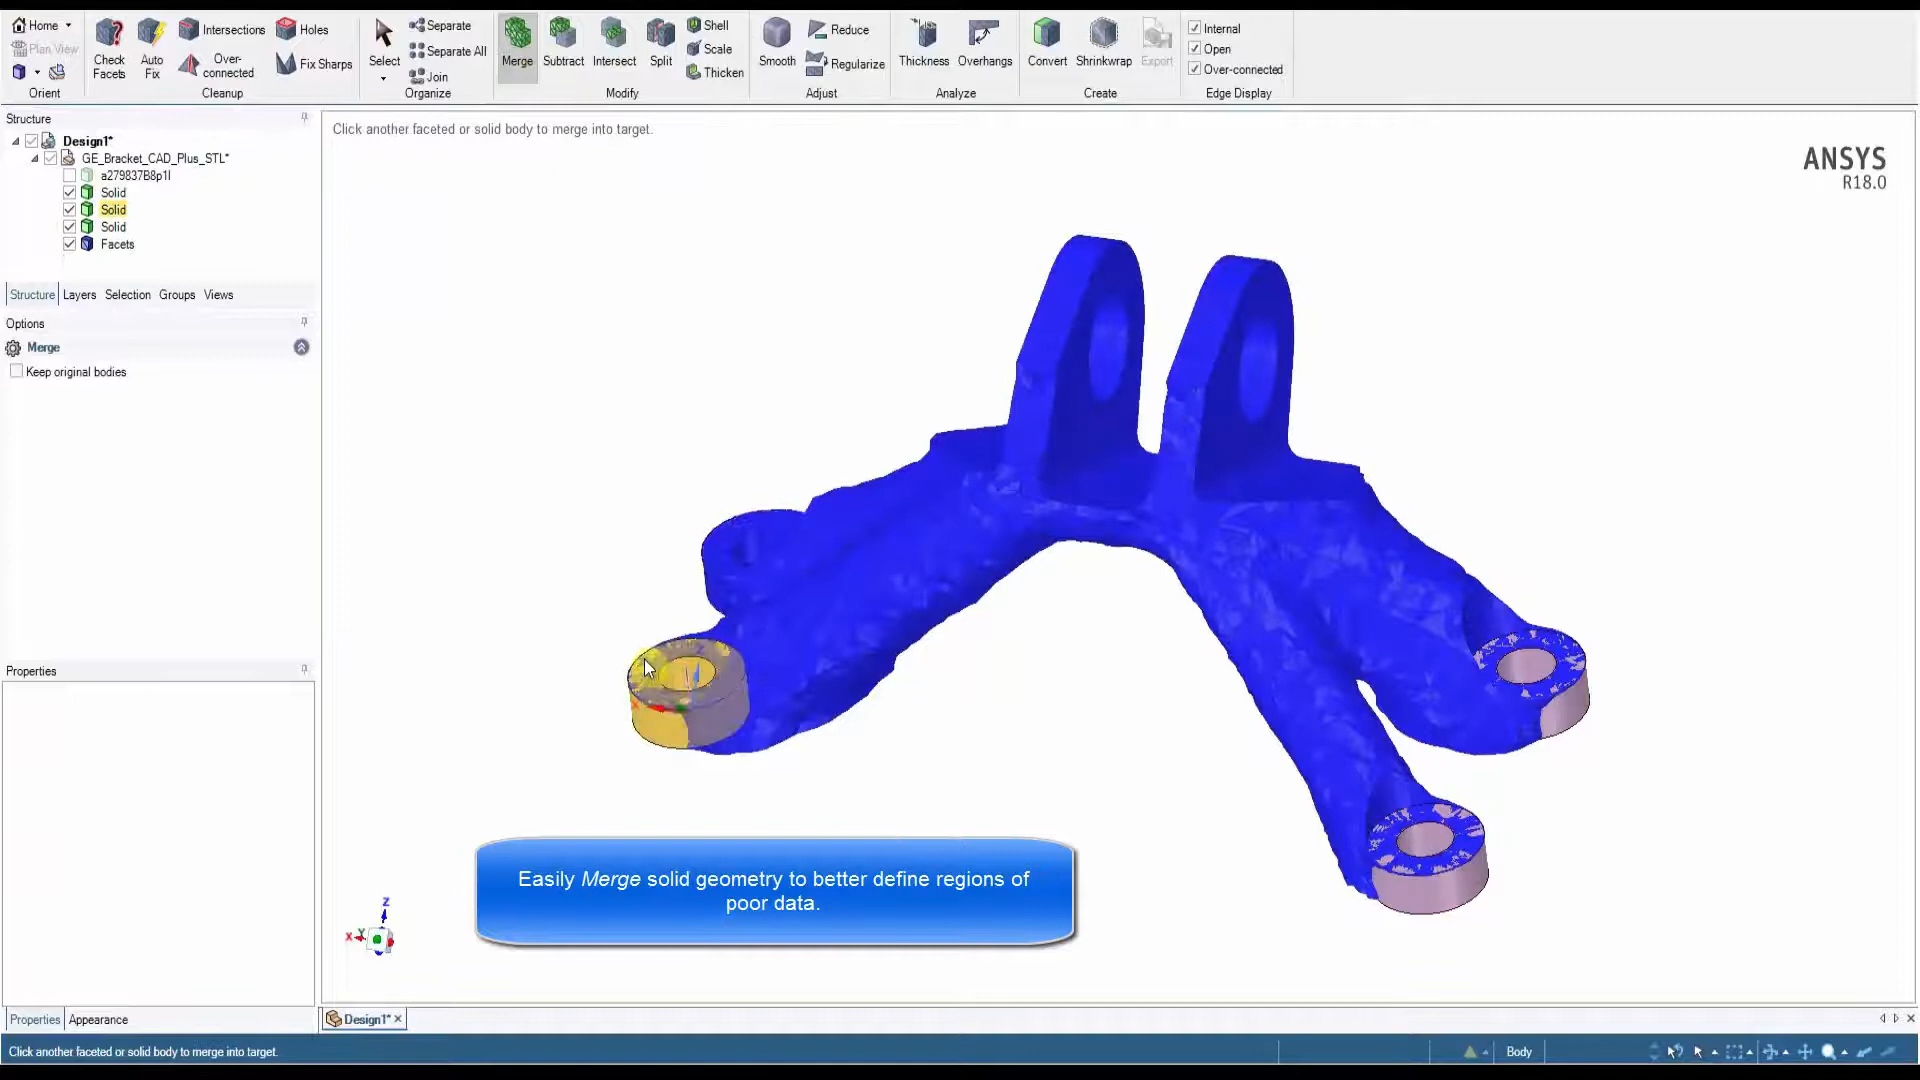 Home
Plan View
Orient
Check Facets
Auto Fix
Intersections
Over-connected
Holes
Fix Sharps
Cleanup
Select
Separate
Separate All
Join
Organize
Merge
Subtract
Intersect
Split
Shell
Scale
Thicken
Modify
Smooth
Reduce
Regularize
Adjust
Thickness
Overhangs
Analyze
Convert
Shrinkwrap
Export
Create
Internal
Open
Over-connected
Edge Display
Structure
Design1*
GE_Bracket_CAD_Plus_STL*
a279837B8p1l
Solid
Solid
Solid
Facets
Structure Layers Selection Groups Views
Options
Merge
Keep original bodies
Properties
Properties Appearance
Click another faceted or solid body to merge into target.
ANSYS
R18.0
Easily Merge solid geometry to better define regions of
poor data.
Z
X
Y
Design1*
Click another faceted or solid body to merge into target.
Body